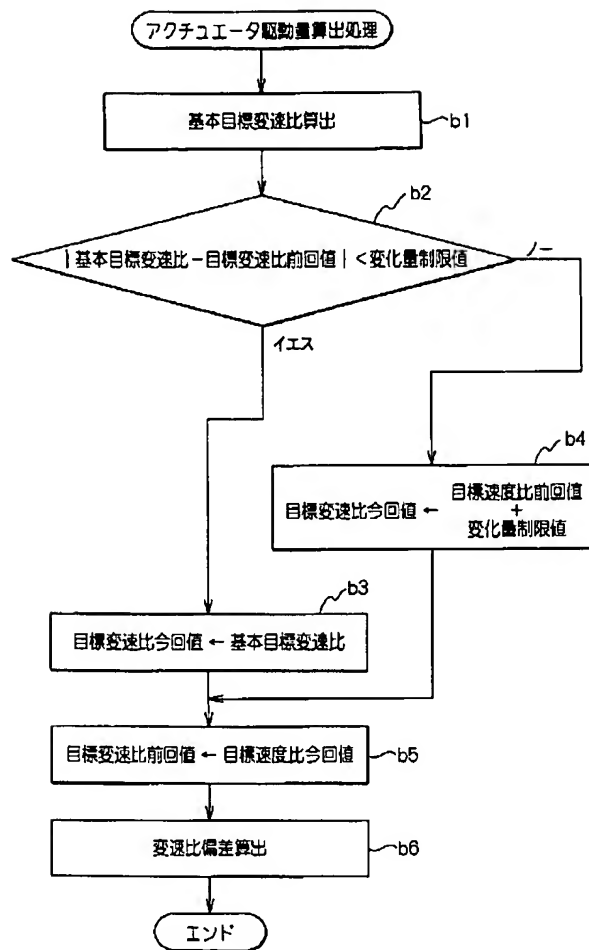 アクチュエータ駆動量算出処理
基本目標変速比算出
b1
b2
|基本目標変速比－目標変速比前回値|＜変化量制限値
ノー
イエス
b4
目標変速比今回値 ← 目標速度比前回値
+
変化量制限値
b3
目標変速比今回値 ← 基本目標変速比
目標変速比前回値 ← 目標速度比今回値
b5
変速比偏差算出
b6
エンド